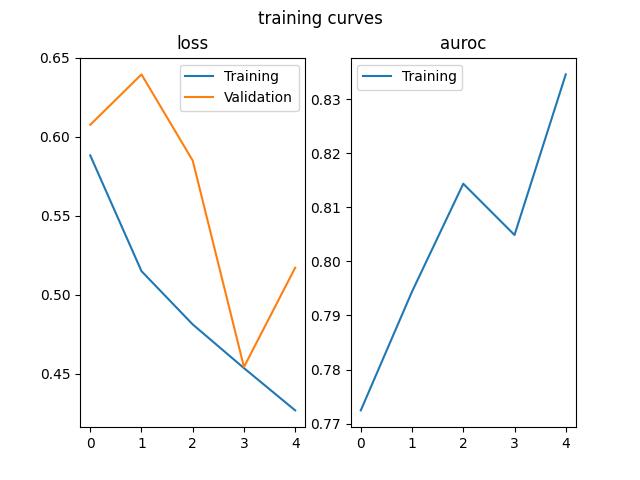 training curves
loss
auroc
Training
Validation
Training
0.65
0.60
0.55
0.50
0.45
0 1 2 3 4
0.83
0.82
0.81
0.80
0.79
0.78
0.77
0 1 2 3 4